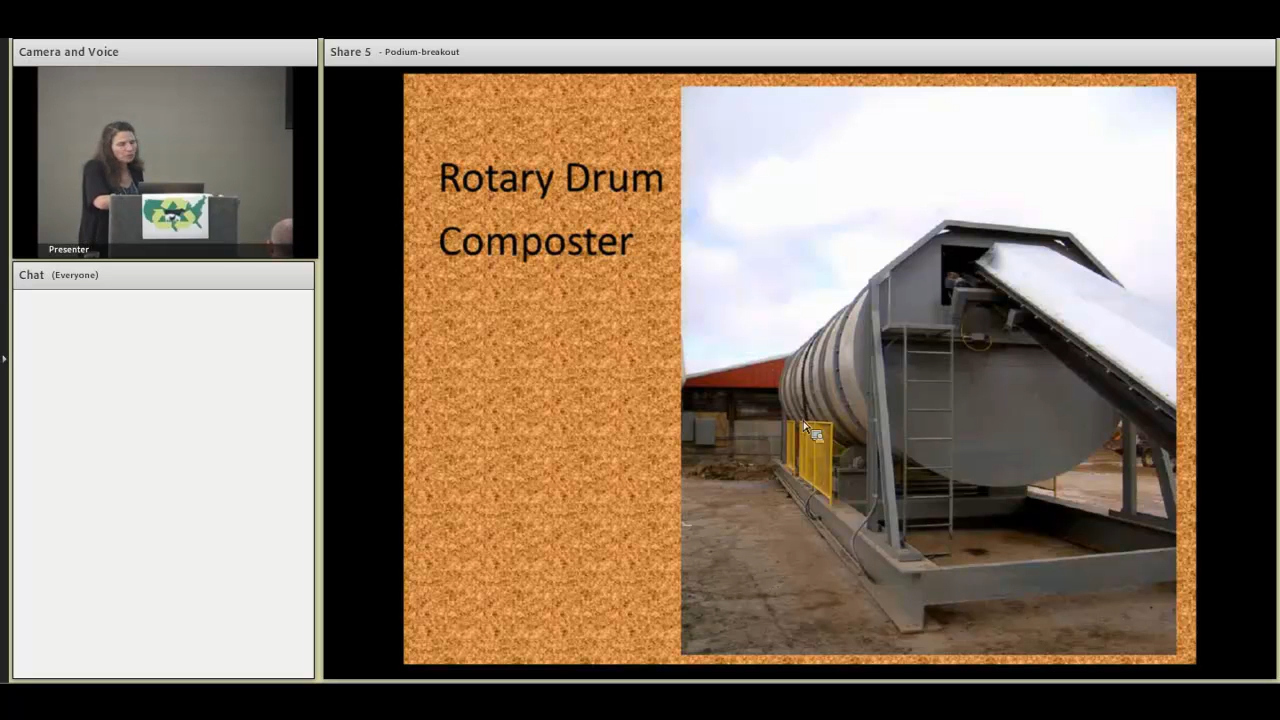 Camera and Voice
Share 5 - Podium-breakout
Presenter
Chat (Everyone)
Rotary Drum
Composter